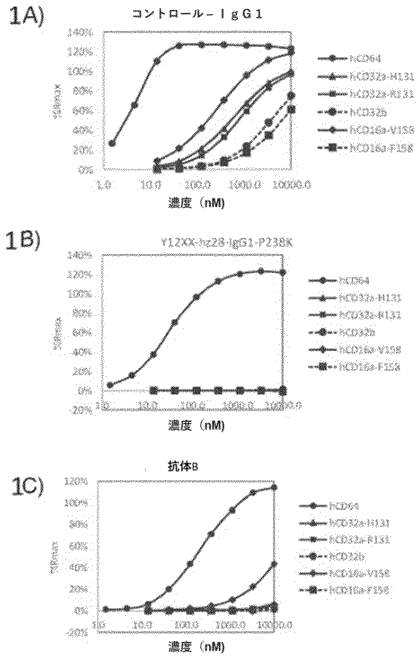 1A)
コントロール－IgG1
140%
120%
100%
80%
60%
40%
20%
0%
%Rmax
1.0 10.0 100.0 1000.0 10000.0
濃度 (nM)
hCD64
hCD32a-H131
hCD32a-R131
hCD32b
hCD16a-V158
hCD16a-F158
1B)
Y12XX-hz28-IgG1-P238K
140%
120%
100%
80%
60%
40%
20%
0%
-20%
%Rmax
1.0 10.0 100.0 1000.0 10000.0
濃度 (nM)
hCD64
hCD32a-H131
hCD32a-R131
hCD32b
hCD16a-V158
hCD16a-F158
1C)
抗体B
120%
100%
80%
60%
40%
20%
0%
-20%
%Rmax
1.0 10.0 100.0 1000.0 10000.0
濃度 (nM)
hCD64
hCD32a-H131
hCD32a-R131
hCD32b
hCD16a-V158
hCD16a-F158